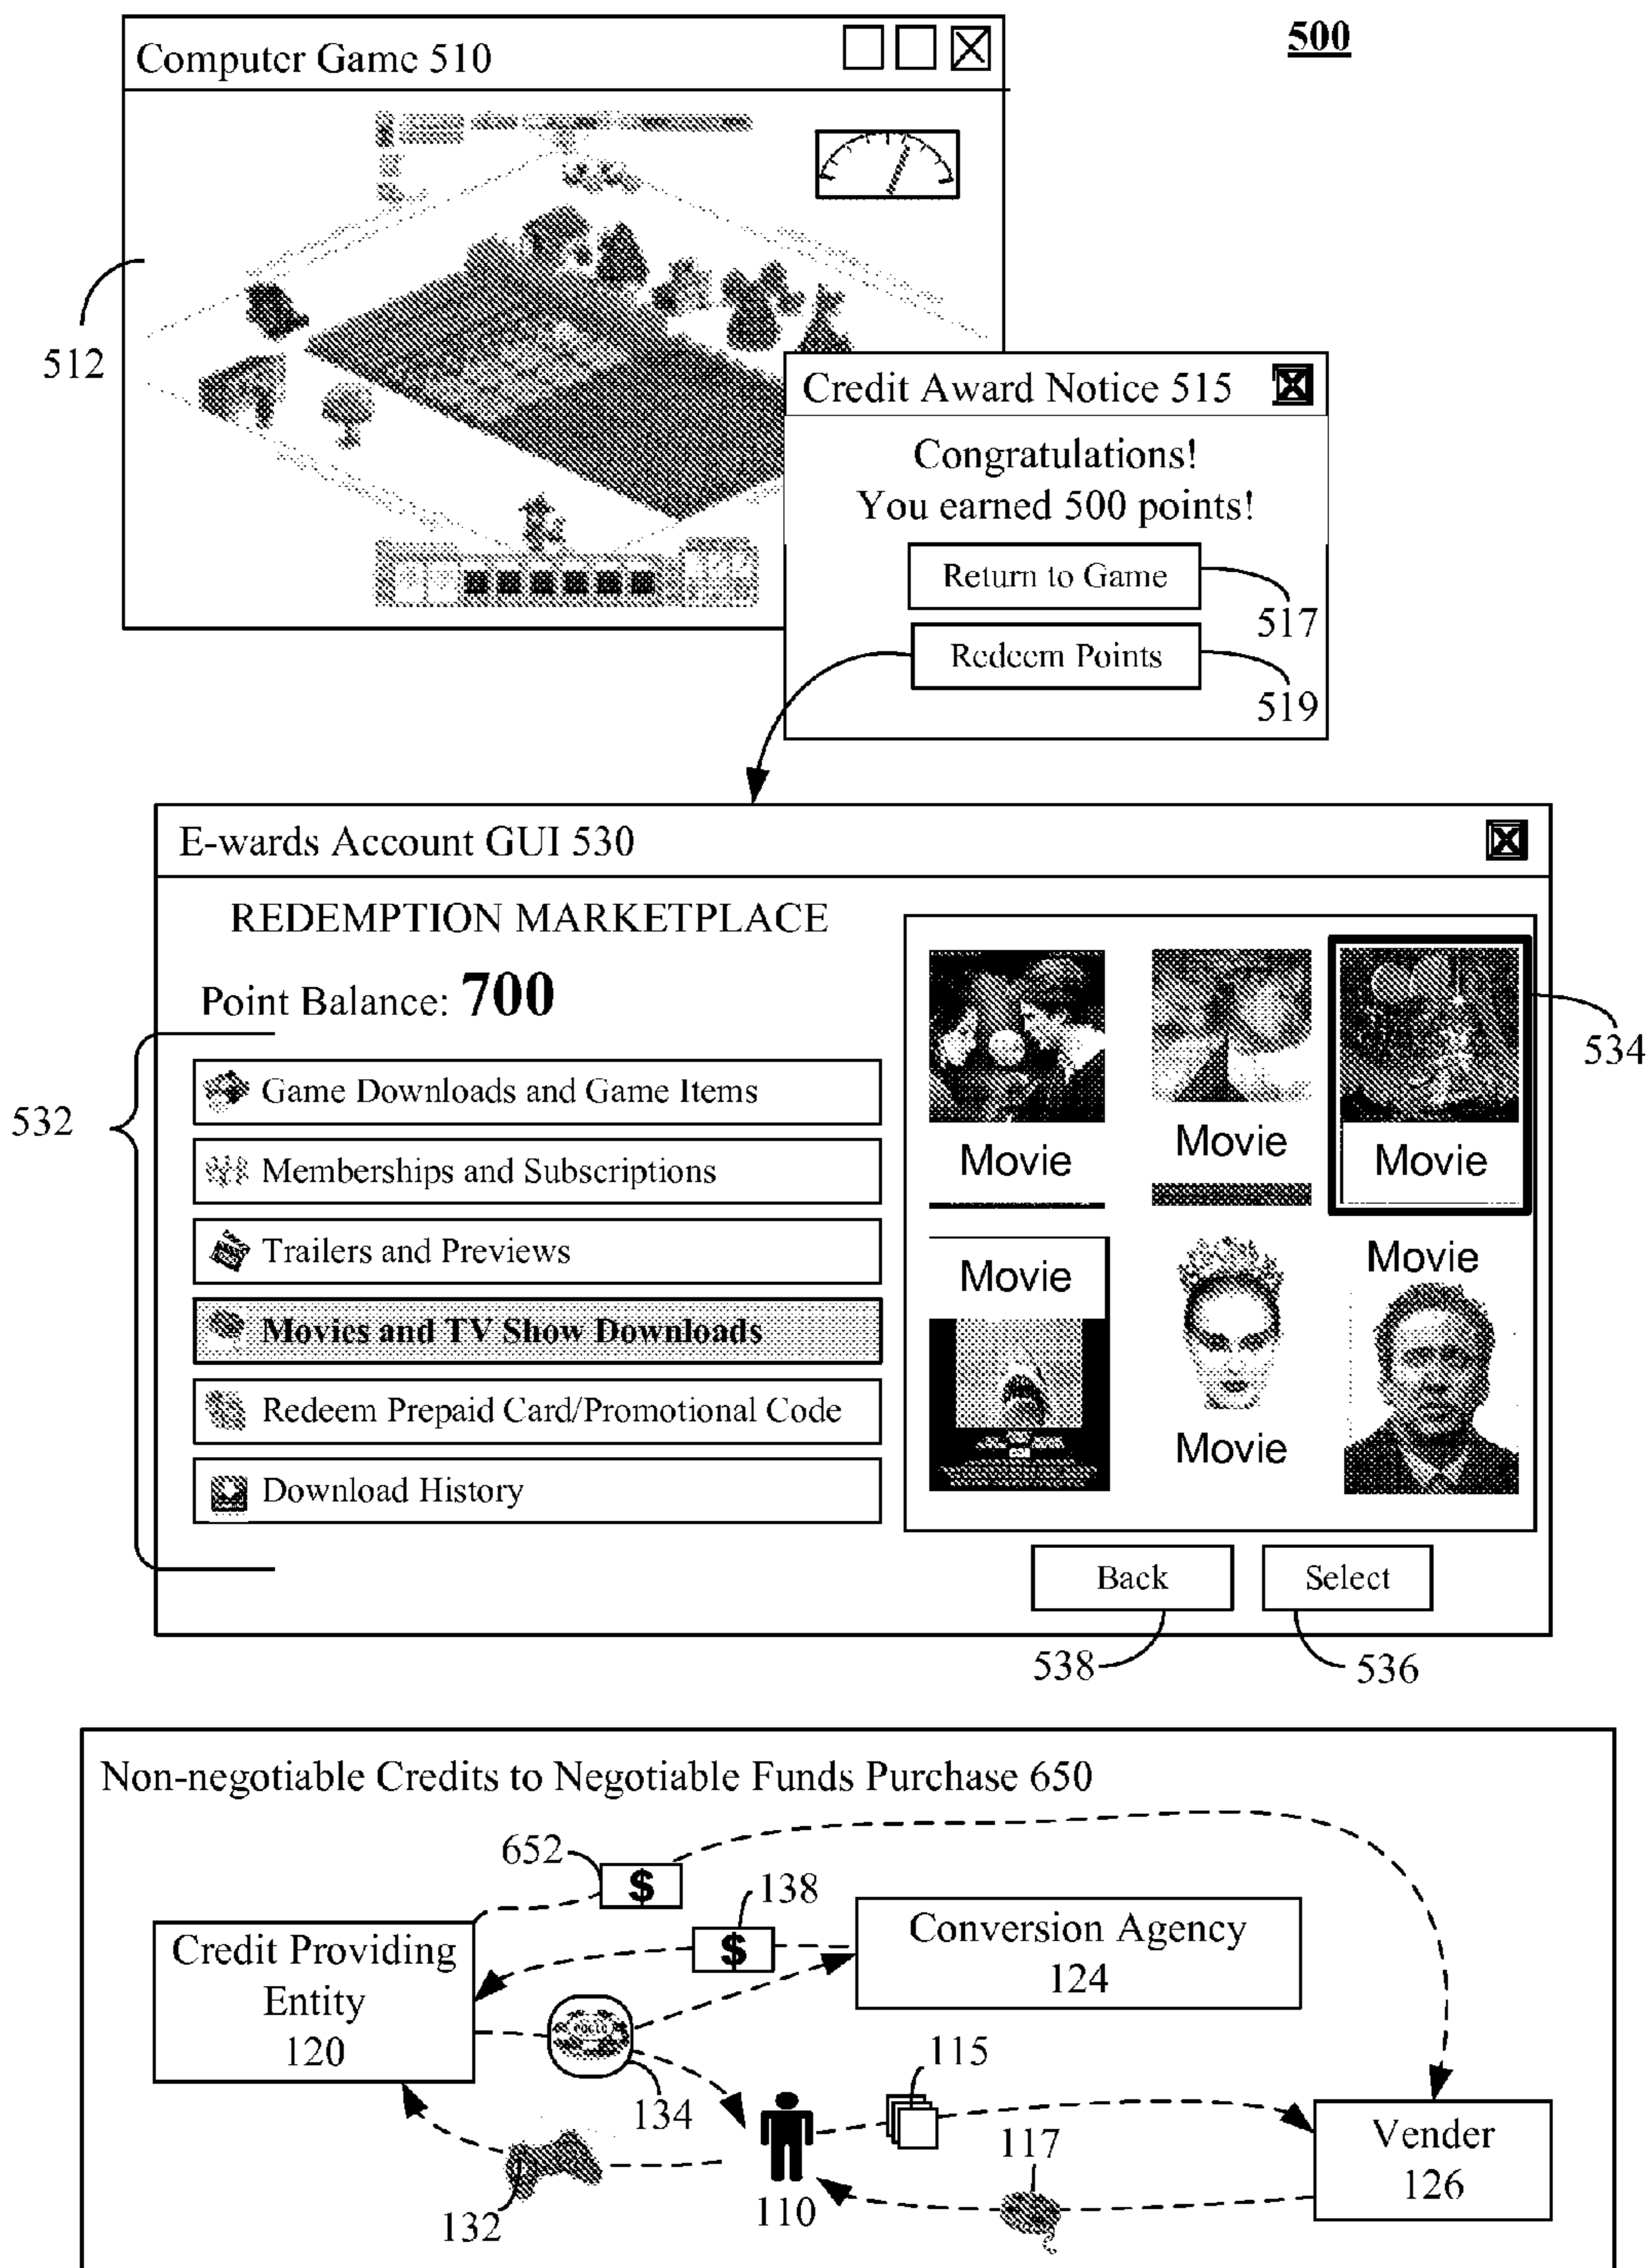 500
Computer Game 510
512
Credit Award Notice 515
Congratulations!
You earned 500 points!
Return to Game
517
Redeem Points
519
E-wards Account GUI 530
REDEMPTION MARKETPLACE
Point Balance: 700
532
Game Downloads and Game Items
Memberships and Subscriptions
Trailers and Previews
Movies and TV Show Downloads
Redeem Prepaid Card/Promotional Code
Download History
Movie
Movie
Movie
534
Movie
Movie
Movie
Back
Select
538
536
Non-negotiable Credits to Negotiable Funds Purchase 650
652
$
138
$
Credit Providing
Entity
120
Conversion Agency
124
134
115
110
132
117
Vender
126